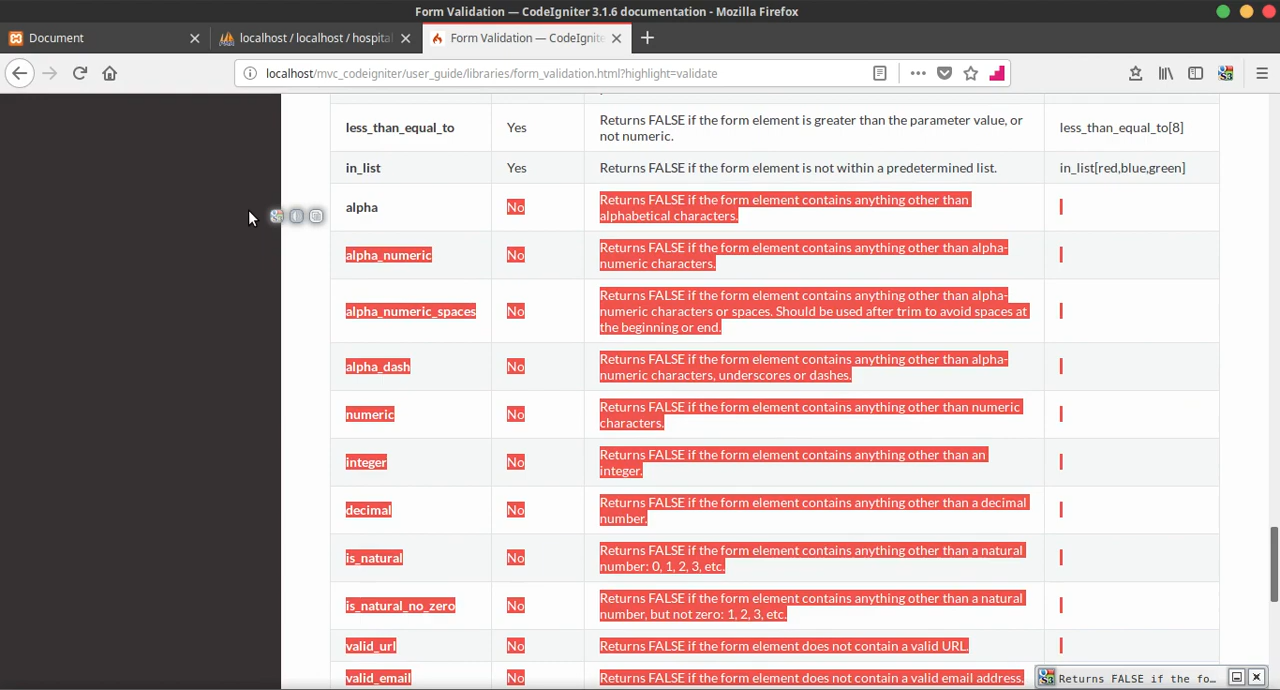 Form Validation — CodeIgniter 3.1.6 documentation - Mozilla Firefox
Document
localhost / localhost / hospital
Form Validation — CodeIgnite
localhost/mvc_codeigniter/user_guide/libraries/form_validation.html?highlight=validate
less_than_equal_to
Yes
Returns FALSE if the form element is greater than the parameter value, or
not numeric.
less_than_equal_to[8]
in_list
Yes
Returns FALSE if the form element is not within a predetermined list.
in_list[red,blue,green]
alpha
No
Returns FALSE if the form element contains anything other than
alphabetical characters.
alpha_numeric
No
Returns FALSE if the form element contains anything other than alpha-
numeric characters.
alpha_numeric_spaces
No
Returns FALSE if the form element contains anything other than alpha-
numeric characters or spaces. Should be used after trim to avoid spaces at
the beginning or end.
alpha_dash
No
Returns FALSE if the form element contains anything other than alpha-
numeric characters, underscores or dashes.
numeric
No
Returns FALSE if the form element contains anything other than numeric
characters.
integer
No
Returns FALSE if the form element contains anything other than an
integer.
decimal
No
Returns FALSE if the form element contains anything other than a decimal
number.
is_natural
No
Returns FALSE if the form element contains anything other than a natural
number: 0, 1, 2, 3, etc.
is_natural_no_zero
No
Returns FALSE if the form element contains anything other than a natural
number, but not zero: 1, 2, 3, etc.
valid_url
No
Returns FALSE if the form element does not contain a valid URL.
valid_email
No
Returns FALSE if the form element does not contain a valid email address.
Returns FALSE if the fo...